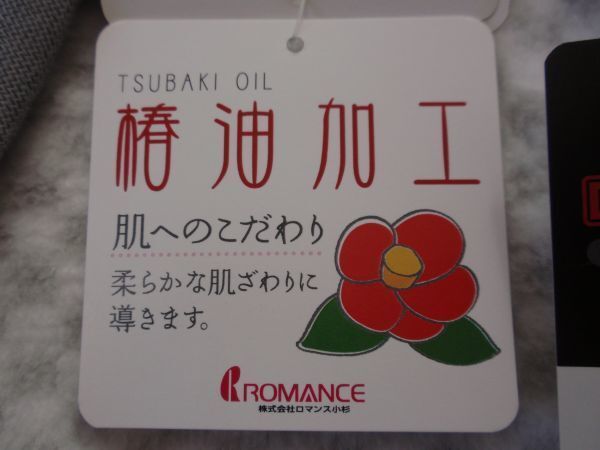 TSUBAKI OIL
椿油加工
肌へのこだわり
柔らかな肌ざわりに
導きます。
ROMANCE
株式会社ロマンス小杉